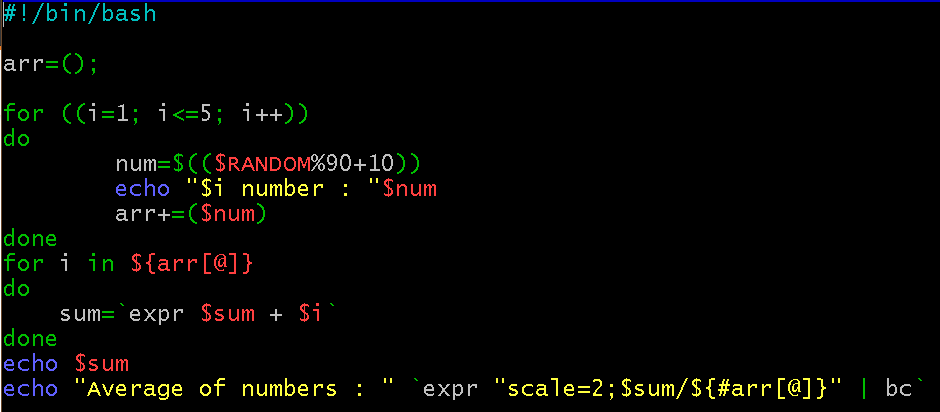 #!/bin/bash
arr=();
for ((i=1; i<=5; i++))
do
num=$(($RANDOM%90+10))
echo "$i number : "$num
arr+=($num)
done
for i in ${arr[@]}
do
sum=`expr $sum + $i`
done
echo $sum
echo "Average of numbers : " `expr "scale=2;$sum/${#arr[@]}" | bc`